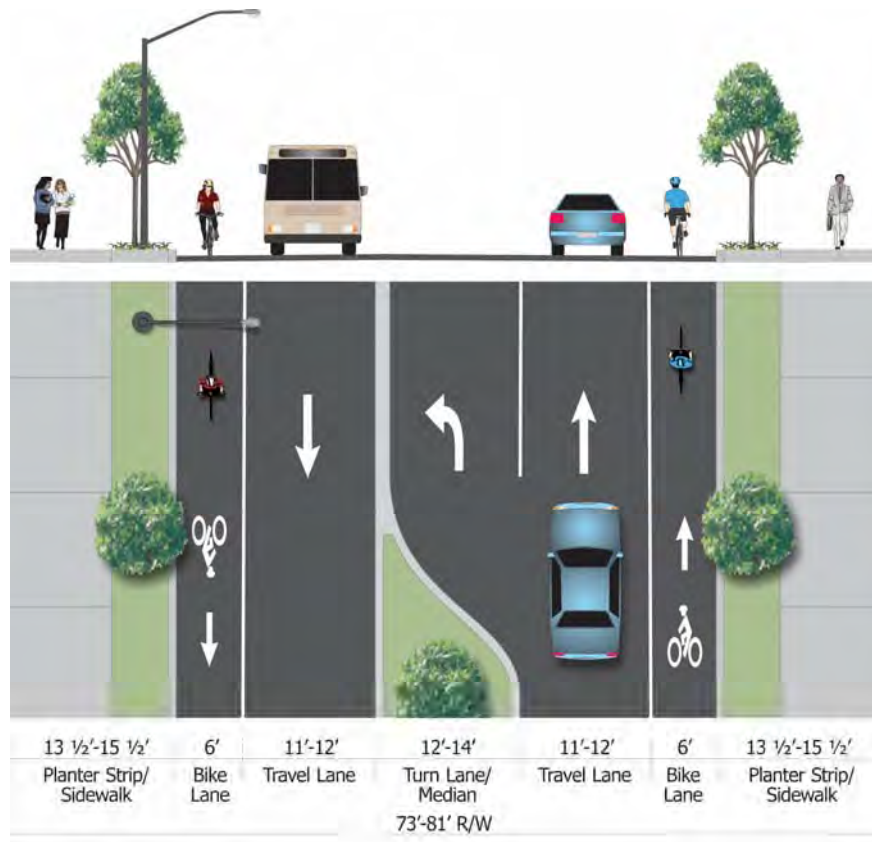 13 ½'-15 ½' 6' 11'-12' 12'-14' 11'-12' 6' 13 ½'-15 ½'
Planter Strip/ Bike Travel Lane Turn Lane/ Travel Lane Bike Planter Strip/
Sidewalk Lane Median Lane Sidewalk
73'-81' R/W